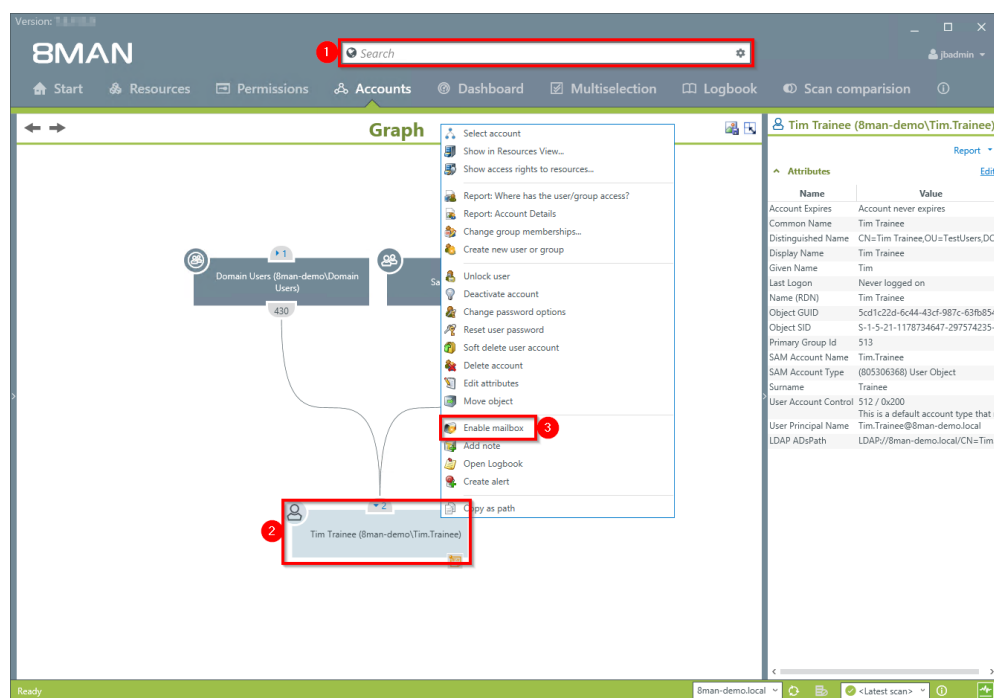 Version:
8MAN
1
Search
jbadmin
Start Resources Permissions Accounts Dashboard Multiselection Logbook Scan comparision
Graph
Select account
Show in Resources View...
Show access rights to resources...
Report: Where has the user/group access?
Report: Account Details
Change group memberships...
Create new user or group
Unlock user
Deactivate account
Change password options
Reset user password
Soft delete user account
Delete account
Edit attributes
Move object
Enable mailbox
3
Add note
Open Logbook
Create alert
Copy as path
1
Domain Users (8man-demo\Domain
Users)
430
Sa
2
2
Tim Trainee (8man-demo\Tim.Trainee)
Tim Trainee (8man-demo\Tim.Trainee)
Report
Attributes
Edit
Name Value
Account Expires Account never expires
Common Name Tim Trainee
Distinguished Name CN=Tim Trainee,OU=TestUsers,DC
Display Name Tim Trainee
Given Name Tim
Last Logon Never logged on
Name (RDN) Tim Trainee
Object GUID 5cd1c22d-6c44-43cf-987c-63fb854
Object SID S-1-5-21-1178734647-297574235-
Primary Group Id 513
SAM Account Name Tim.Trainee
SAM Account Type (805306368) User Object
Surname Trainee
User Account Control 512 / 0x200
This is a default account type that
User Principal Name Tim.Trainee@8man-demo.local
LDAP ADsPath LDAP://8man-demo.local/CN=Tim
Ready
8man-demo.local
<Latest scan>